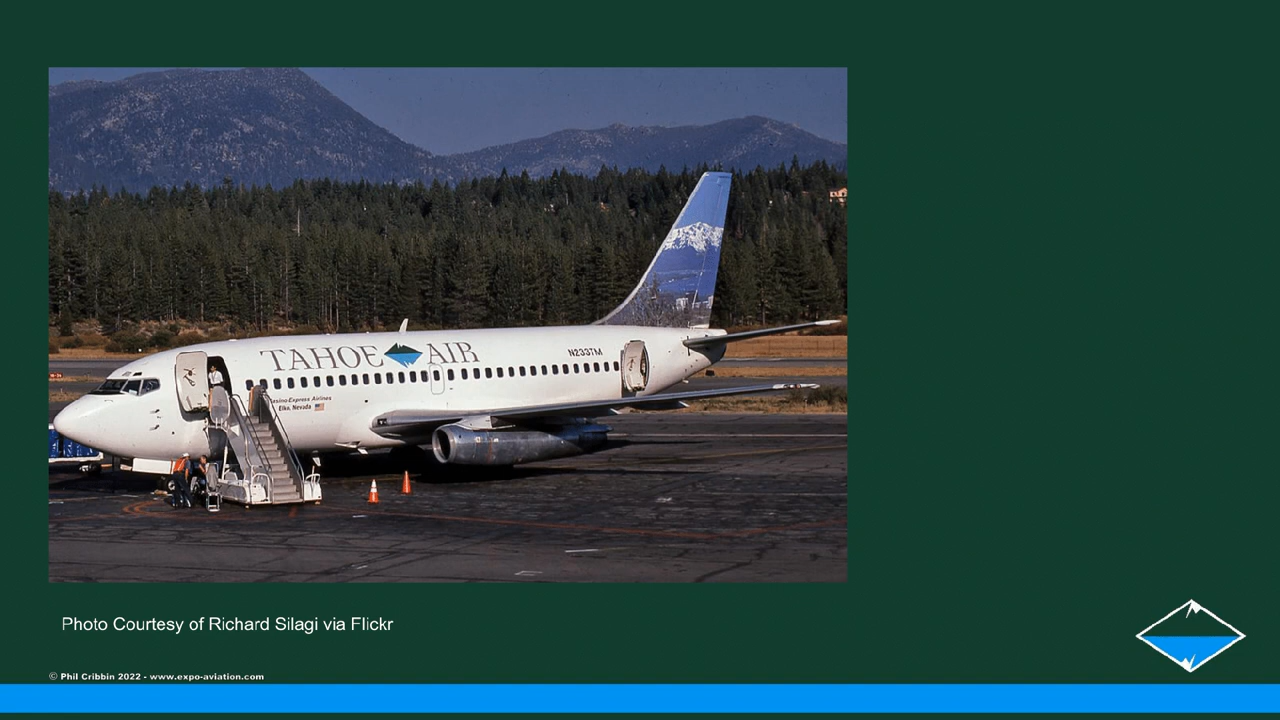 TAHOE AIR
N233TM
Casino-Express Airlines
Elko, Nevada
Photo Courtesy of Richard Silagi via Flickr
© Phil Cribbin 2022 - www.expo-aviation.com